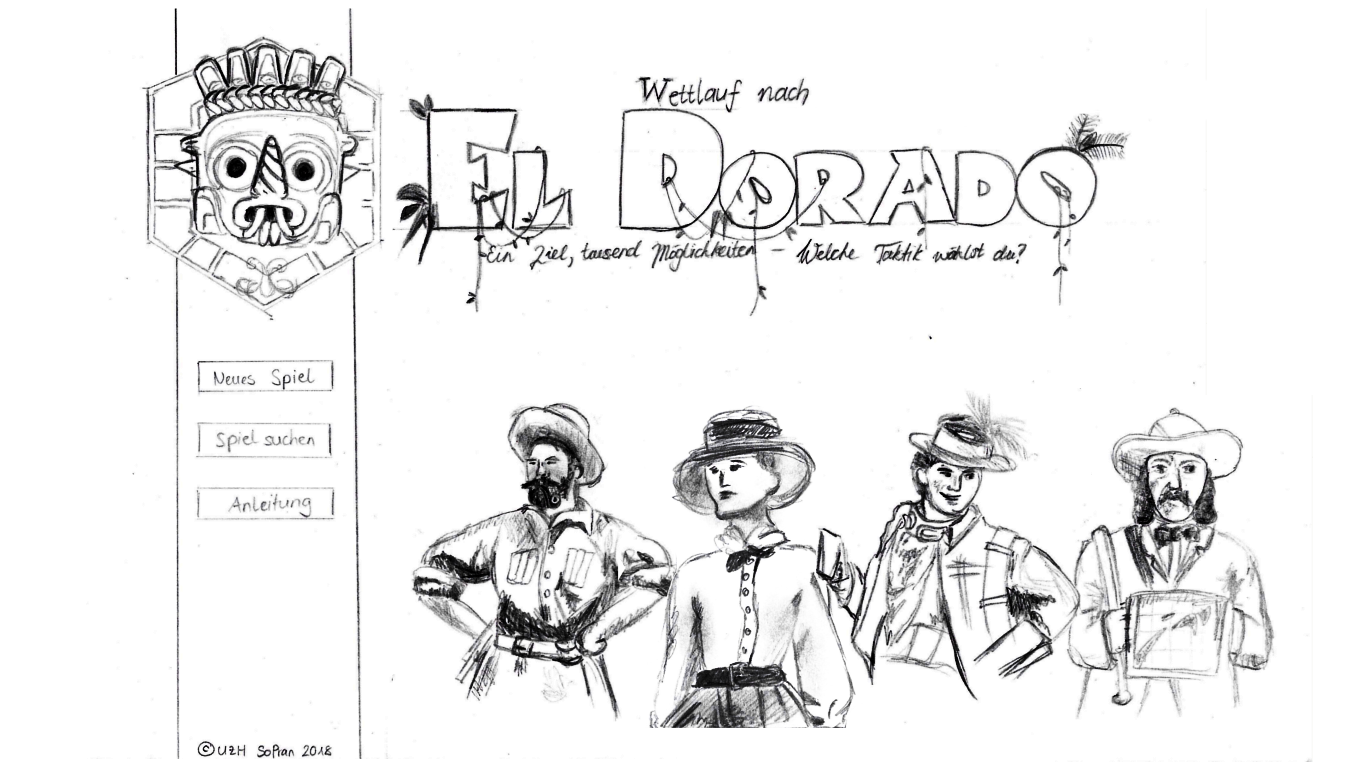 Wettlauf nach
EL DORADO
Ein Ziel, tausend Möglichkeiten – Welche Taktik wählst du?
Neues Spiel
Spiel suchen
Anleitung
© UZH SoPran 2018